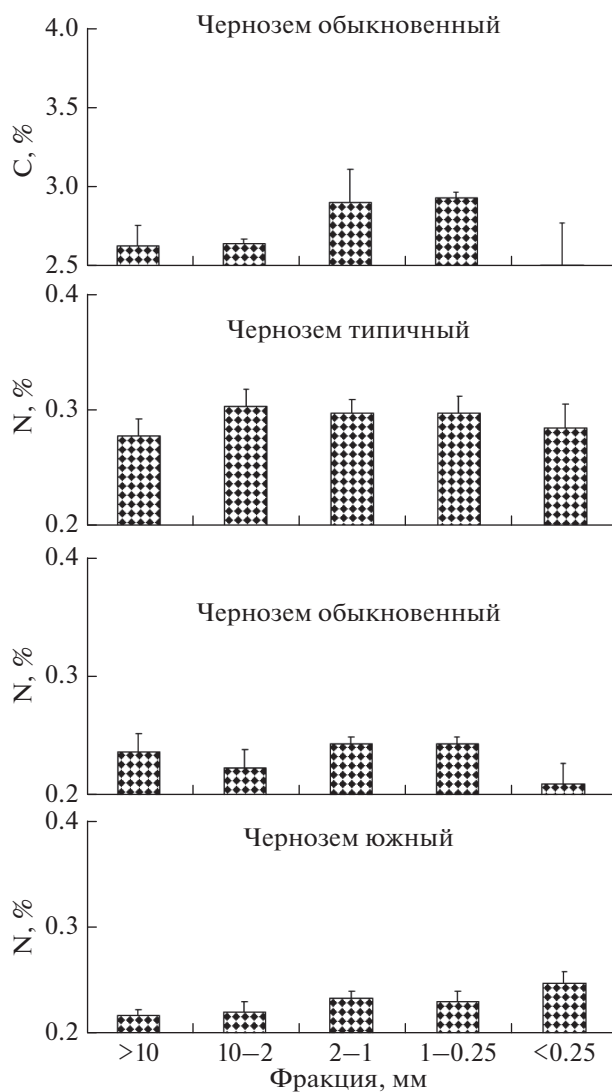 Чернозем обыкновенный
4.0
3.5
C, %
3.0
2.5
0.4
Чернозем типичный
N, %
0.3
0.2
0.4
Чернозем обыкновенный
N, %
0.3
0.2
0.4
Чернозем южный
N, %
0.3
0.2
>10 10–2 2–1 1–0.25 <0.25
Фракция, мм